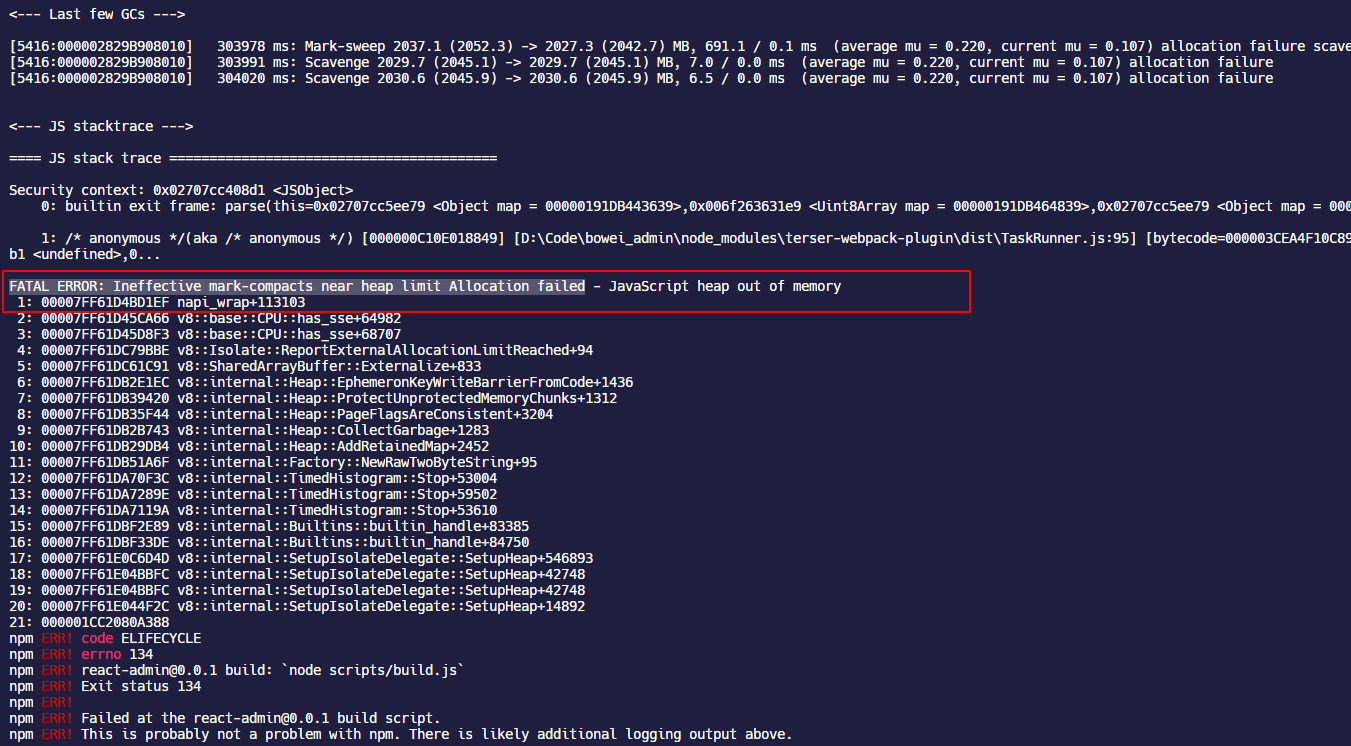 <--- Last few GCs --->
[5416:000002829B908010]   303978 ms: Mark-sweep 2037.1 (2052.3) -> 2027.3 (2042.7) MB, 691.1 / 0.1 ms  (average mu = 0.220, current mu = 0.107) allocation failure scave
[5416:000002829B908010]   303991 ms: Scavenge 2029.7 (2045.1) -> 2029.7 (2045.1) MB, 7.0 / 0.0 ms  (average mu = 0.220, current mu = 0.107) allocation failure
[5416:000002829B908010]   304020 ms: Scavenge 2030.6 (2045.9) -> 2030.6 (2045.9) MB, 6.5 / 0.0 ms  (average mu = 0.220, current mu = 0.107) allocation failure
<--- JS stacktrace --->
==== JS stack trace =========================================
Security context: 0x02707cc408d1 <JSObject>
    0: builtin exit frame: parse(this=0x02707cc5ee79 <Object map = 00000191DB443639>,0x006f263631e9 <Uint8Array map = 00000191DB464839>,0x02707cc5ee79 <Object map = 000
    1: /* anonymous */(aka /* anonymous */) [000000C10E018849] [D:\Code\bowei_admin\node_modules\terser-webpack-plugin\dist\TaskRunner.js:95] [bytecode=000003CEA4F10C89
b1 <undefined>,0...
FATAL ERROR: Ineffective mark-compacts near heap limit Allocation failed - JavaScript heap out of memory
 1: 00007FF61D4BD1EF napi_wrap+113103
 2: 00007FF61D45CA66 v8::base::CPU::has_sse+64982
 3: 00007FF61D45D8F3 v8::base::CPU::has_sse+68707
 4: 00007FF61DC79BBE v8::Isolate::ReportExternalAllocationLimitReached+94
 5: 00007FF61DC61C91 v8::SharedArrayBuffer::Externalize+833
 6: 00007FF61DB2E1EC v8::internal::Heap::EphemeronKeyWriteBarrierFromCode+1436
 7: 00007FF61DB39420 v8::internal::Heap::ProtectUnprotectedMemoryChunks+1312
 8: 00007FF61DB35F44 v8::internal::Heap::PageFlagsAreConsistent+3204
 9: 00007FF61DB2B743 v8::internal::Heap::CollectGarbage+1283
10: 00007FF61DB29DB4 v8::internal::Heap::AddRetainedMap+2452
11: 00007FF61DB51A6F v8::internal::Factory::NewRawTwoByteString+95
12: 00007FF61DA70F3C v8::internal::TimedHistogram::Stop+53004
13: 00007FF61DA7289E v8::internal::TimedHistogram::Stop+59502
14: 00007FF61DA7119A v8::internal::TimedHistogram::Stop+53610
15: 00007FF61DBF2E89 v8::internal::Builtins::builtin_handle+83385
16: 00007FF61DBF33DE v8::internal::Builtins::builtin_handle+84750
17: 00007FF61E0C6D4D v8::internal::SetupIsolateDelegate::SetupHeap+546893
18: 00007FF61E04BBFC v8::internal::SetupIsolateDelegate::SetupHeap+42748
19: 00007FF61E04BBFC v8::internal::SetupIsolateDelegate::SetupHeap+42748
20: 00007FF61E044F2C v8::internal::SetupIsolateDelegate::SetupHeap+14892
21: 000001CC2080A388
npm ERR! code ELIFECYCLE
npm ERR! errno 134
npm ERR! react-admin@0.0.1 build: `node scripts/build.js`
npm ERR! Exit status 134
npm ERR!
npm ERR! Failed at the react-admin@0.0.1 build script.
npm ERR! This is probably not a problem with npm. There is likely additional logging output above.